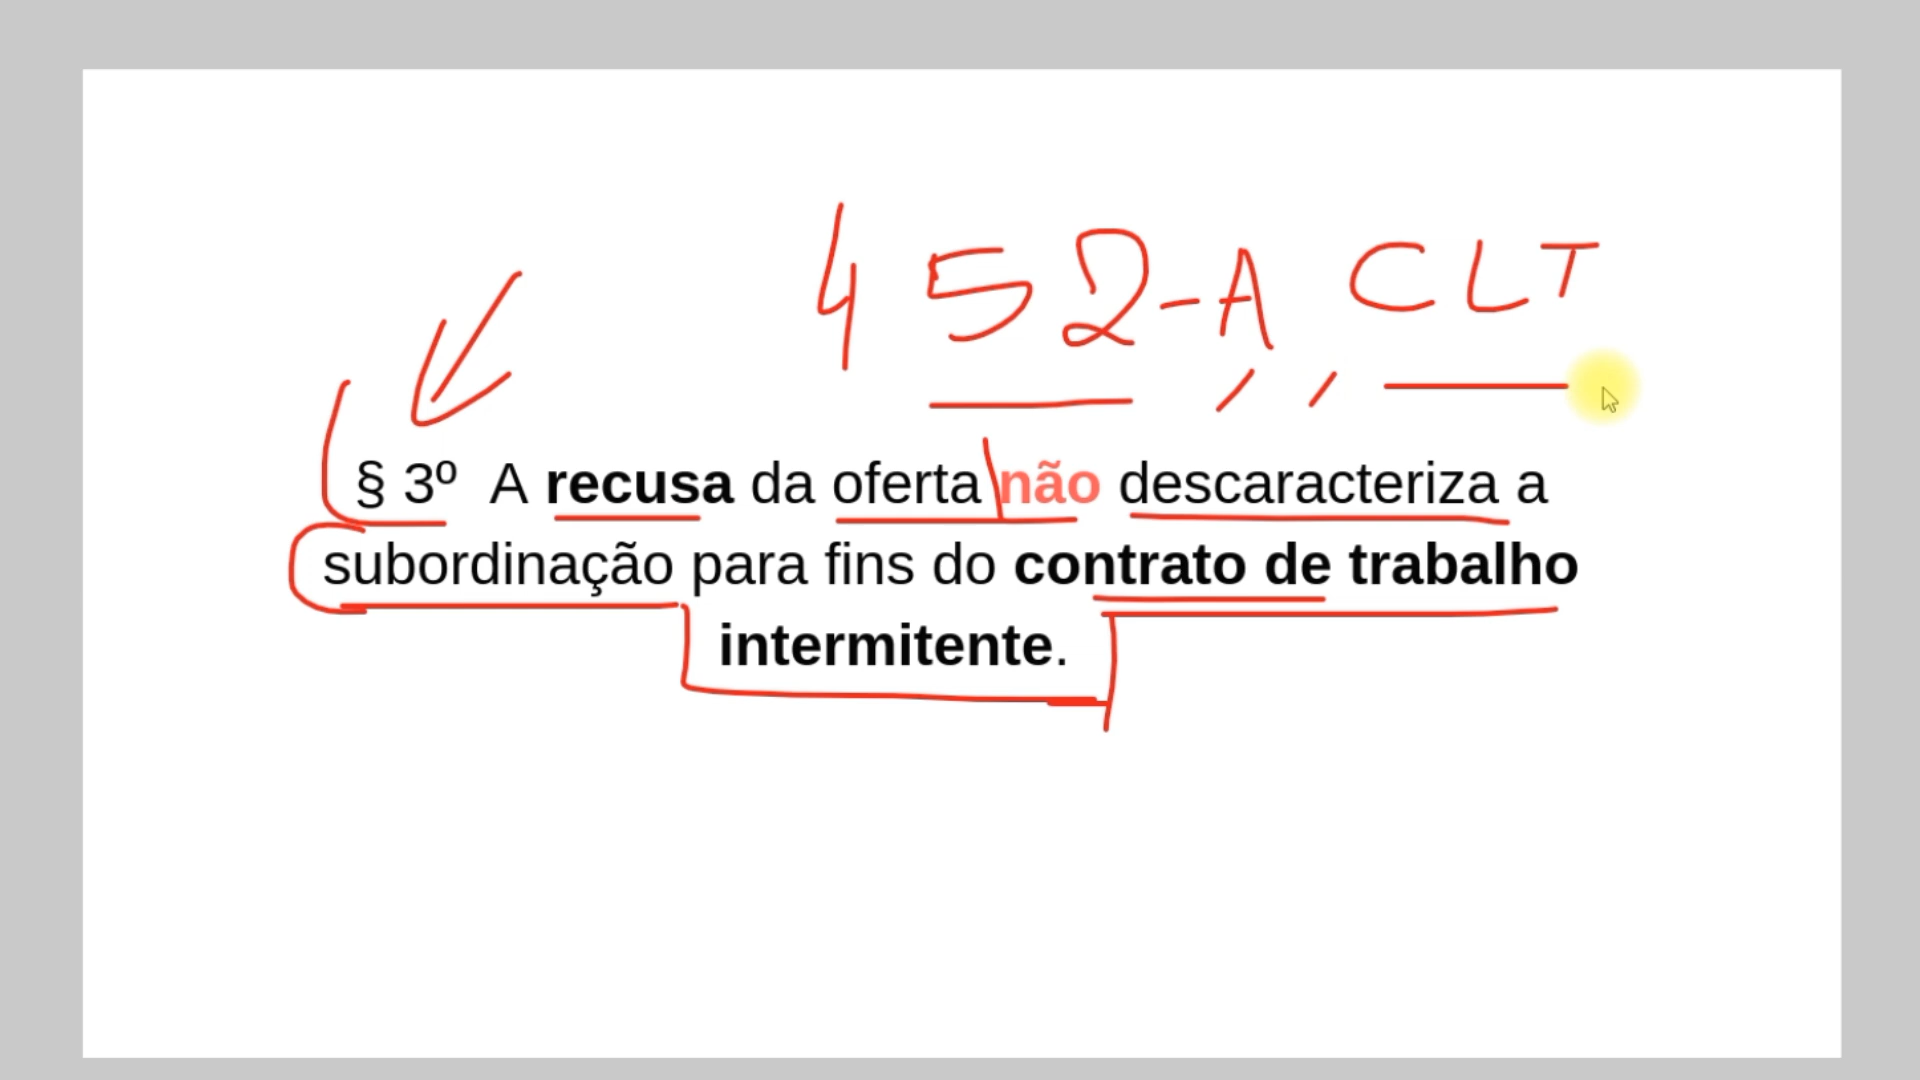 452-A, CLT
§ 3º A recusa da oferta não descaracteriza a
subordinação para fins do contrato de trabalho
intermitente.